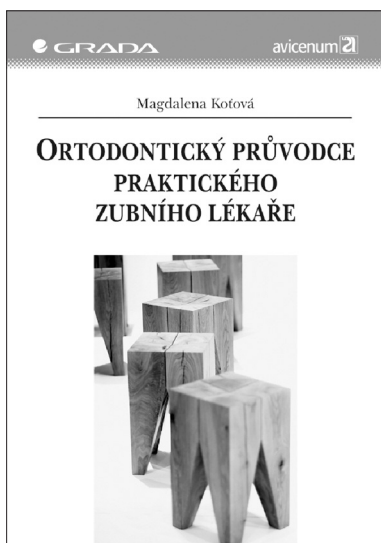 GRADA
avicenum
Magdalena Koťová
ORTODONTICKÝ PRŮVODCE
PRAKTICKÉHO
ZUBNÍHO LÉKAŘE